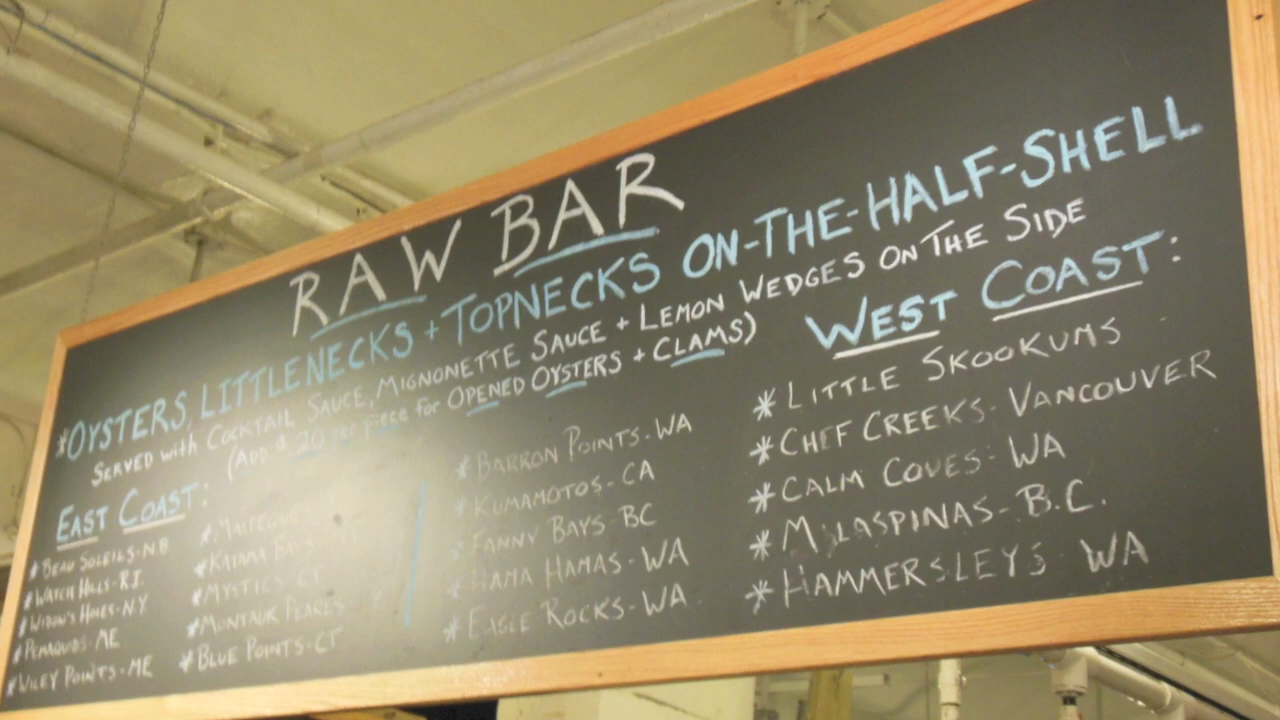 RAW BAR
*OYSTERS, LITTLENECKS + TOPNECKS ON-THE-HALF-SHELL
SERVED with COCKTAIL SAUCE, MIGNONETTE SAUCE + LEMON WEDGES ON THE SIDE
(ADD $ 20 per piece for OPENED OYSTERS + CLAMS)
EAST COAST:
*BEAU SOLEILS-NB
*WATCH HILLS-R.I.
*WIDOW'S HOLES-N.Y.
*PEMAQUIDS-ME
*WILEY POINTS-ME
*MALPEQUE
*KATAMA BAYS-
*MYSTICS-CT
*MONTAUK PEARLS
*BLUE POINTS-CT
WEST COAST:
*BARRON POINTS-WA
*KUMAMOTOS-CA
*FANNY BAYS-BC
*HAMA HAMAS-WA
*EAGLE ROCKS-WA
*LITTLE SKOOKUMS
*CHEF CREEKS-VANCOUVER
*CALM COVES-WA
*MALASPINAS-B.C.
*HAMMERSLEYS WA